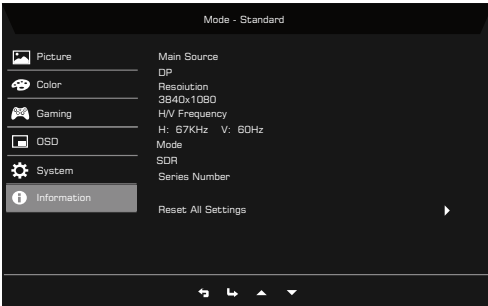 Mode - Standard
Picture
Color
Gaming
OSD
System
Information
Main Source
DP
Resoiution
3840x1080
H/V Frequency
H: 67KHz V: 60Hz
Mode
SDR
Series Number
Reset All Settings